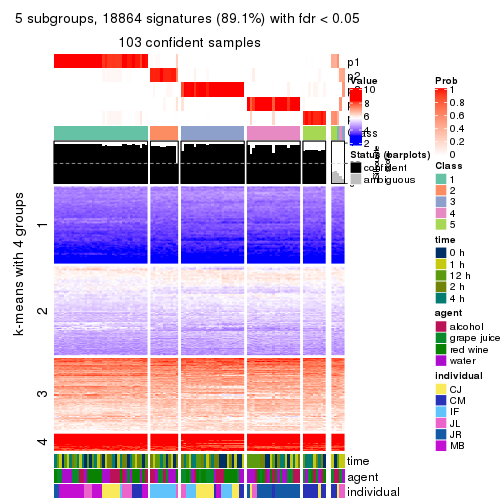 5 subgroups, 18864 signatures (89.1%) with fdr < 0.05
103 confident samples
p1
p2
k-means with 4 groups
1
2
3
4
time
agent
individual
Value
10
8
6
4
2
Status (barplots)
confident
ambiguous
Prob
1
0.8
0.6
0.4
0.2
0
Class
1
2
3
4
5
time
0 h
1 h
12 h
2 h
4 h
agent
alcohol
grape juice
red wine
water
individual
CJ
CM
IF
JL
JR
MB